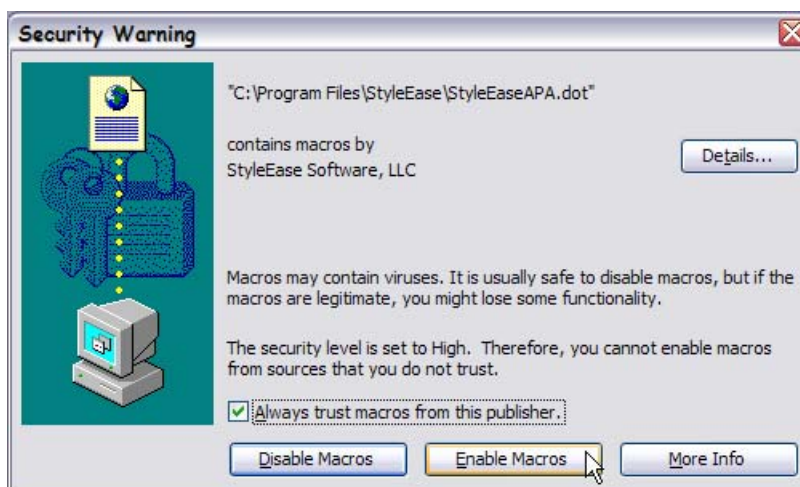 Security Warning
"C:\Program Files\StyleEase\StyleEaseAPA.dot"
contains macros by
StyleEase Software, LLC
Details...
Macros may contain viruses. It is usually safe to disable macros, but if the
macros are legitimate, you might lose some functionality.
The security level is set to High. Therefore, you cannot enable macros
from sources that you do not trust.
Always trust macros from this publisher.
Disable Macros
Enable Macros
More Info